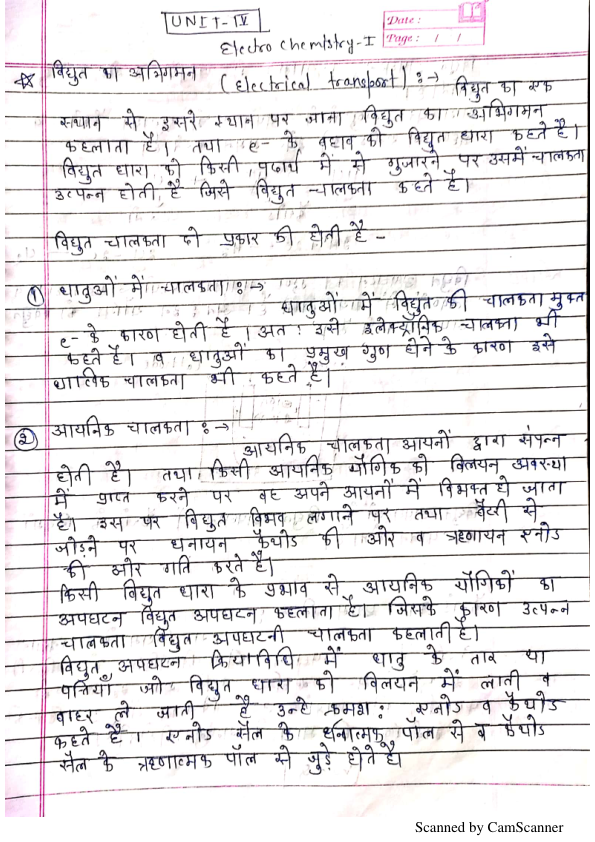 UNIT-IV
Date :
Electro Chemistry-I
Page : / /
विद्युत का अभिगमन (Electrical transport) :→ विद्युत का एक
स्थान से दूसरे स्थान पर जाना विद्युत का अभिगमन
कहलाता है। तथा e- के बहाव को विद्युत धारा कहते है।
विद्युत धारा को किसी पदार्थ में से गुजारने पर उसमें चालकता
उत्पन्न होती है जिसे विद्युत चालकता कहते है।
विद्युत चालकता दो प्रकार की होती है -
① धातुओं में चालकता :→
धातुओं में विद्युत की चालकता मुक्त
e- के कारण होती है। अत: इसे इलेक्ट्रॉनिक चालकता भी
कहते है। व धातुओं का प्रमुख गुण होने के कारण इसे
धात्विक चालकता भी कहते है।
② आयनिक चालकता :→
आयनिक चालकता आयनों द्वारा संपन्न
होती है। तथा किसी आयनिक यौगिक को विलयन अवस्था
में प्राप्त करने पर वह अपने आयनों में विभक्त हो जाता
है। इस पर विद्युत विभव लगाने पर तथा बैटरी से
जोड़ने पर धनायन कैथोड की ओर व ऋणायन एनोड
की ओर गति करते है।
किसी विद्युत धारा के प्रभाव से आयनिक यौगिकों का
अपघटन विद्युत अपघटन कहलाता है। जिसके कारण उत्पन्न
चालकता विद्युत अपघटनी चालकता कहलाती है।
विद्युत अपघटन क्रियाविधि में धातु के तार या
पत्तियाँ जो विद्युत धारा को विलयन में लाती व
बाहर ले जाती है उन्हे क्रमश: एनोड व कैथोड
कहते है। एनोड सैल के धनात्मक पॉल से व कैथोड
सैल के ऋणात्मक पॉल से जुड़े होते है।
Scanned by CamScanner